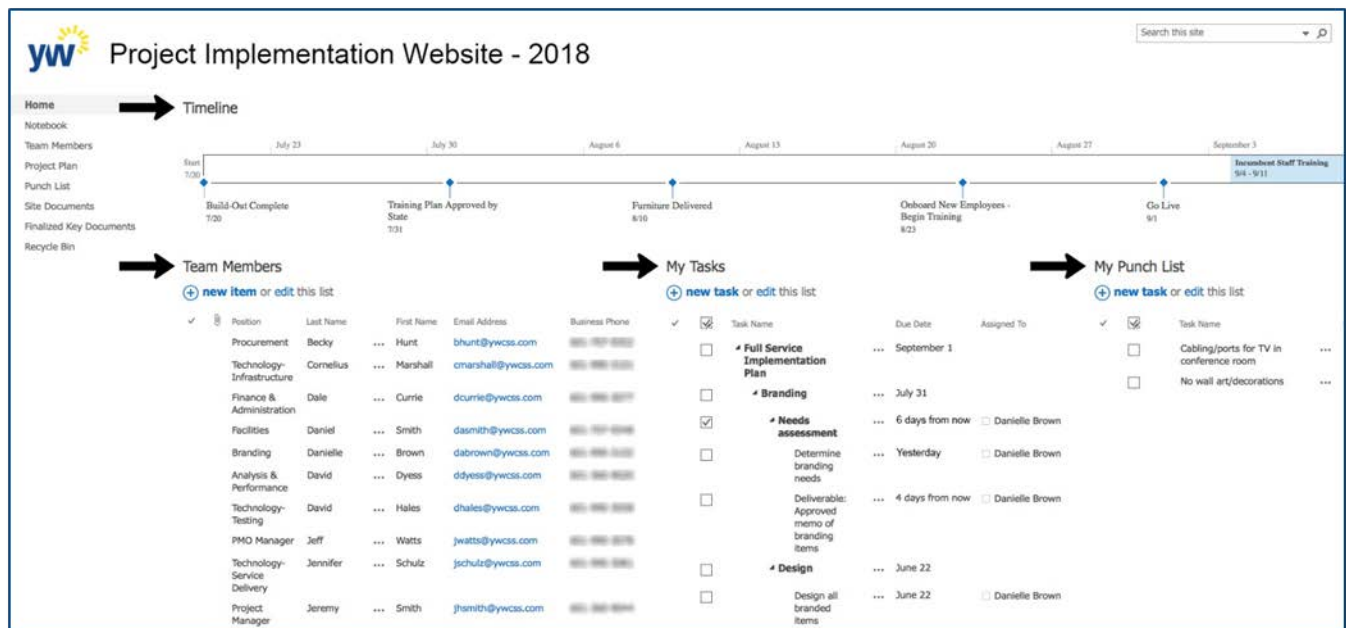 yw Project Implementation Website - 2018
Search this site
Home
Notebook
Team Members
Project Plan
Punch List
Site Documents
Finalized Key Documents
Recycle Bin
Timeline
July 23 July 30 August 6 August 13 August 20 August 27 September 3
Start
7/20
Incumbent Staff Training
9/4 - 9/11
Build-Out Complete
7/20
Training Plan Approved by
State
7/31
Furniture Delivered
8/10
Onboard New Employees -
Begin Training
8/23
Go Live
9/1
Team Members
new item or edit this list
Position Last Name First Name Email Address Business Phone
Procurement Becky ... Hunt bhunt@ywcss.com
Technology- Cornelius ... Marshall cmarshall@ywcss.com
Infrastructure
Finance & Dale ... Currie dcurrie@ywcss.com
Administration
Facilities Daniel ... Smith dasmith@ywcss.com
Branding Danielle ... Brown dabrown@ywcss.com
Analysis & David ... Dyess ddyess@ywcss.com
Performance
Technology- David ... Hales dhales@ywcss.com
Testing
PMO Manager Jeff ... Watts jwatts@ywcss.com
Technology- Jennifer ... Schulz jschulz@ywcss.com
Service
Delivery
Project Jeremy ... Smith jhsmith@ywcss.com
Manager
My Tasks
new task or edit this list
Task Name Due Date Assigned To
Full Service ... September 1
Implementation
Plan
Branding ... July 31
Needs ... 6 days from now Danielle Brown
assessment
Determine ... Yesterday Danielle Brown
branding
needs
Deliverable: ... 4 days from now Danielle Brown
Approved
memo of
branding
items
Design ... June 22
Design all ... June 22 Danielle Brown
branded
items
My Punch List
new task or edit this list
Task Name
Cabling/ports for TV in ...
conference room
No wall art/decorations ...